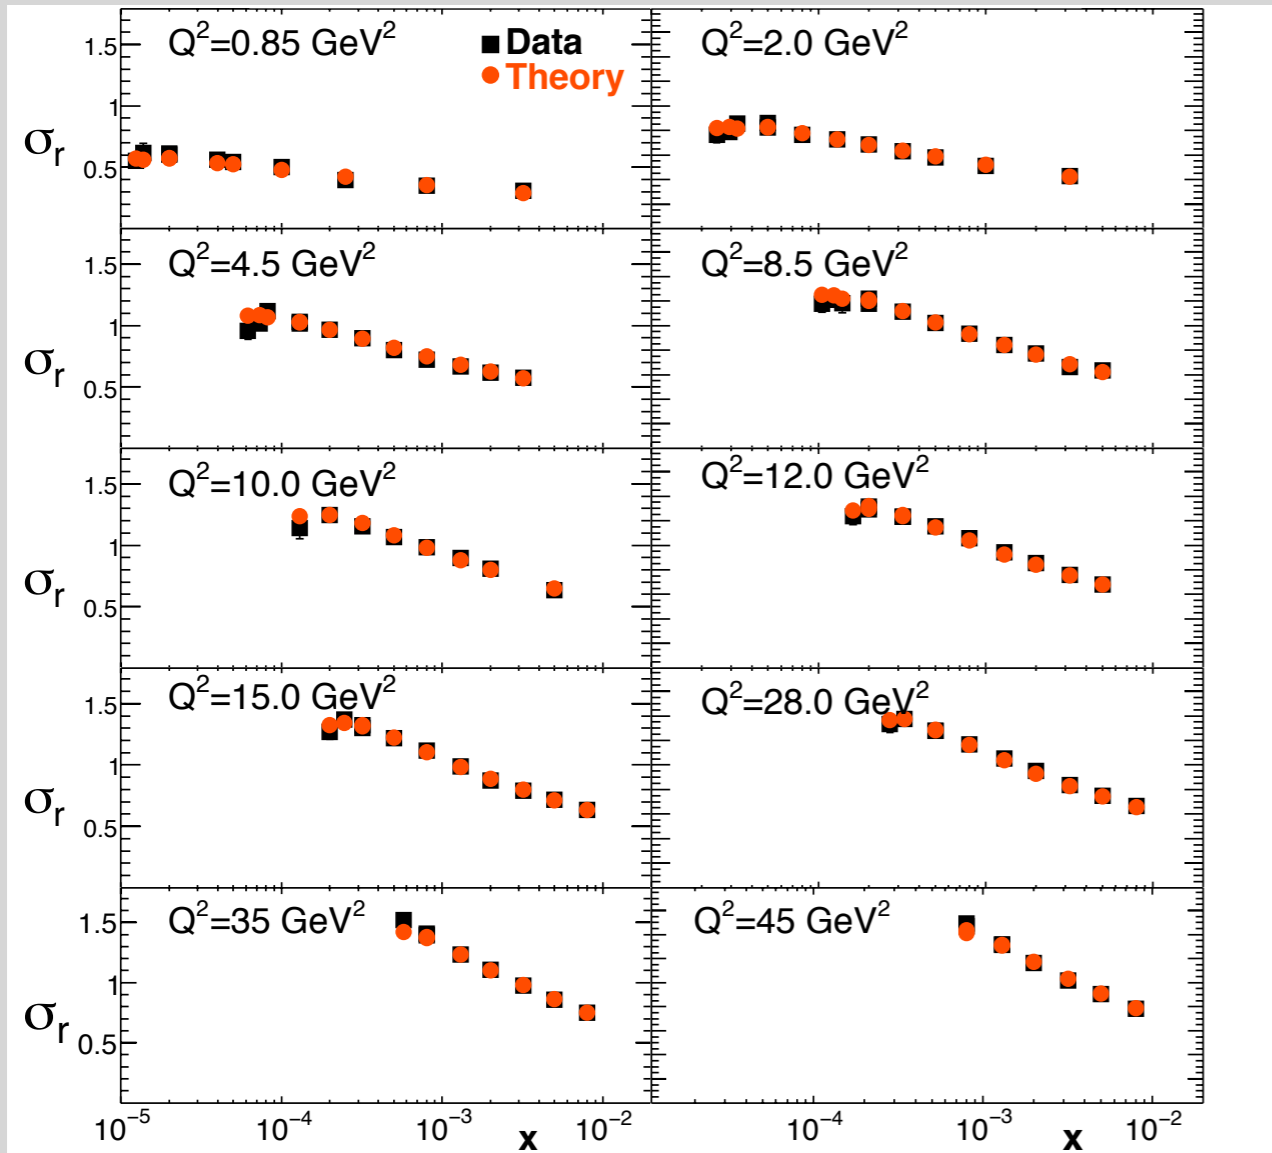 Q²=0.85 GeV²
■ Data
● Theory
Q²=2.0 GeV²
1.5
1
0.5
σr
Q²=4.5 GeV²
Q²=8.5 GeV²
1.5
1
0.5
σr
Q²=10.0 GeV²
Q²=12.0 GeV²
1.5
1
0.5
σr
Q²=15.0 GeV²
Q²=28.0 GeV²
1.5
1
0.5
σr
Q²=35 GeV²
Q²=45 GeV²
1.5
1
0.5
σr
10⁻⁵ 10⁻⁴ 10⁻³ x 10⁻²
10⁻⁴ 10⁻³ x 10⁻²